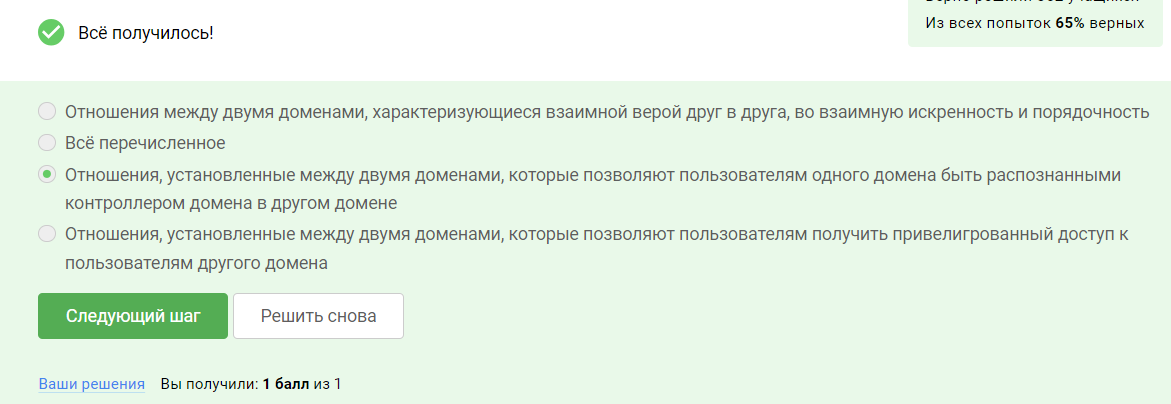 Всё получилось!
Из всех попыток 65% верных
Отношения между двумя доменами, характеризующиеся взаимной верой друг в друга, во взаимную искренность и порядочность
Всё перечисленное
Отношения, установленные между двумя доменами, которые позволяют пользователям одного домена быть распознанными
контроллером домена в другом домене
Отношения, установленные между двумя доменами, которые позволяют пользователям получить привелигрованный доступ к
пользователям другого домена
Следующий шаг
Решить снова
Ваши решения Вы получили: 1 балл из 1